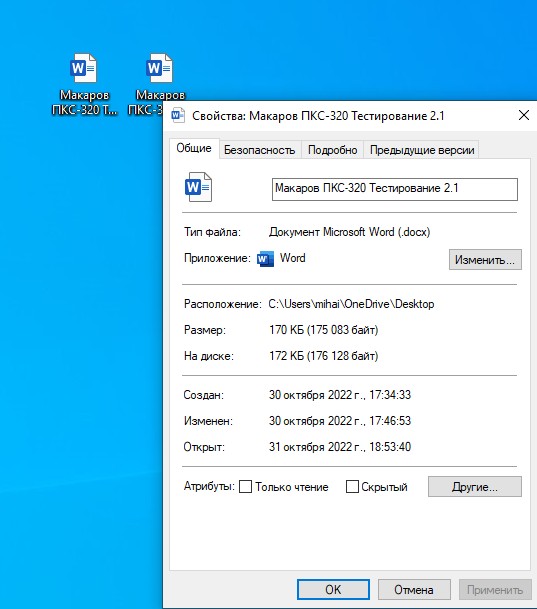 Макаров
ПКС-320 Т...
Макаров
ПКС-3
Свойства: Макаров ПКС-320 Тестирование 2.1
Общие
Безопасность
Подробно
Предыдущие версии
Макаров ПКС-320 Тестирование 2.1
Тип файла: Документ Microsoft Word (.docx)
Приложение: Word Изменить...
Расположение: C:\Users\mihai\OneDrive\Desktop
Размер: 170 КБ (175 083 байт)
На диске: 172 КБ (176 128 байт)
Создан: 30 октября 2022 г., 17:34:33
Изменен: 30 октября 2022 г., 17:46:53
Открыт: 31 октября 2022 г., 18:53:40
Атрибуты: Только чтение Скрытый Другие...
OK Отмена Применить